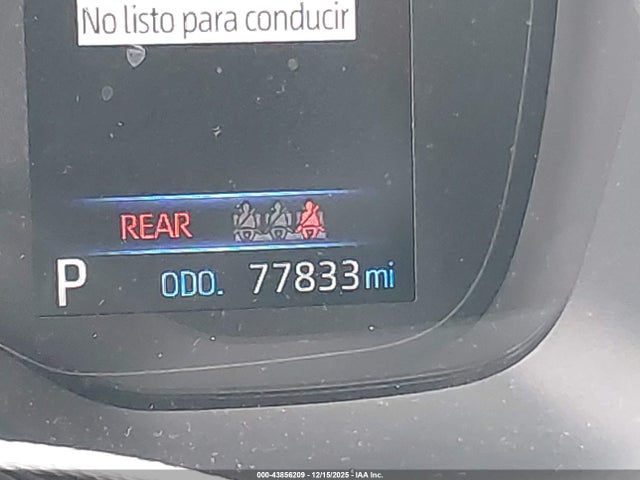 No listo para conducir
REAR
P ODO. 77833 mi
000-43856209 - 12/15/2025 - IAA Inc.